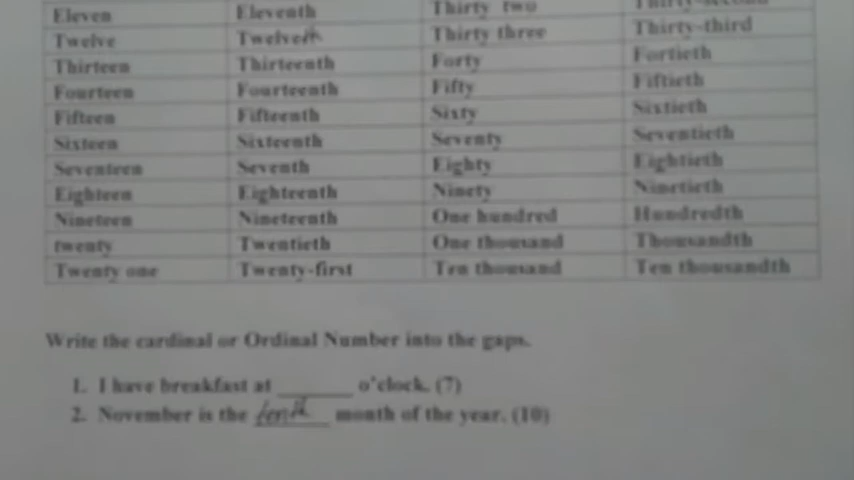 Eleven Eleventh Thirty two Thirty-second
Twelve Twelveth Thirty three Thirty-third
Thirteen Thirteenth Forty Fortieth
Fourteen Fourteenth Fifty Fiftieth
Fifteen Fifteenth Sixty Sixtieth
Sixteen Sixteenth Seventy Seventieth
Seventeen Seventh Eighty Eightieth
Eighteen Eighteenth Ninety Ninetieth
Nineteen Nineteenth One hundred Hundredth
twenty Twentieth One thousand Thousandth
Twenty one Twenty-first Ten thousand Ten thousandth
Write the cardinal or Ordinal Number into the gaps.
1. I have breakfast at ______ o'clock. (7)
2. November is the tenth month of the year. (10)